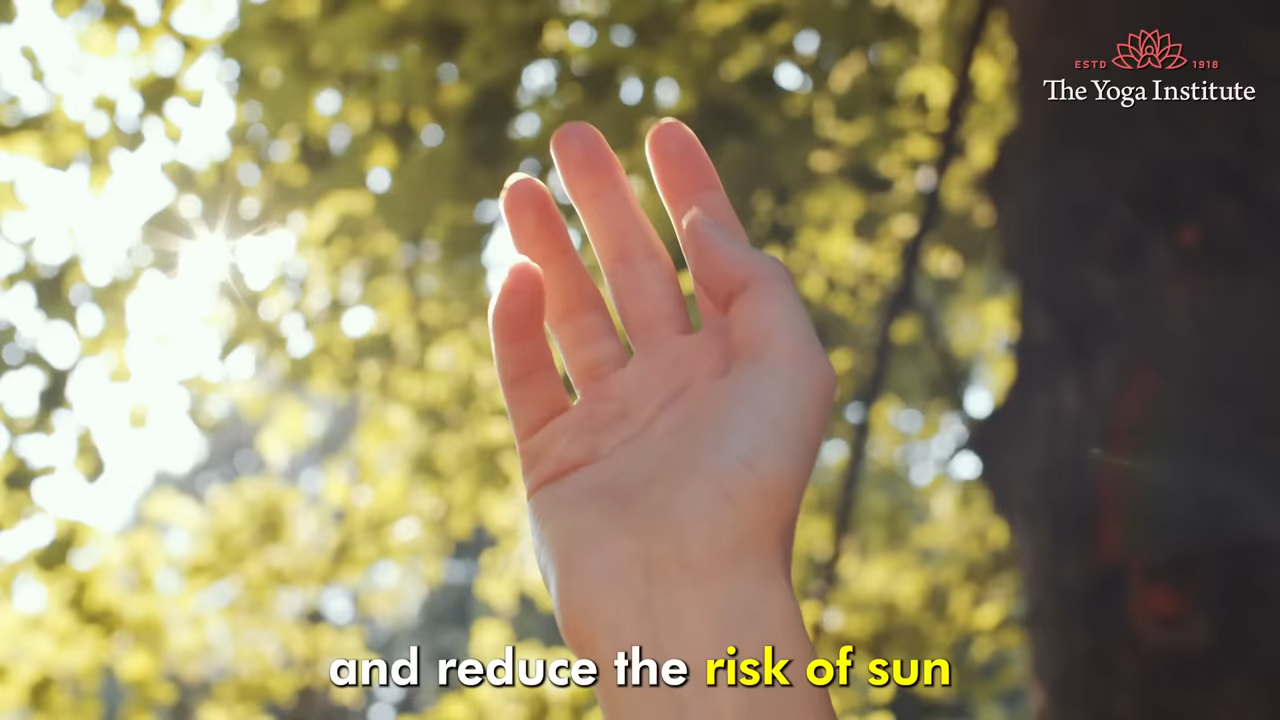 ESTD 1918
The Yoga Institute
and reduce the risk of sun